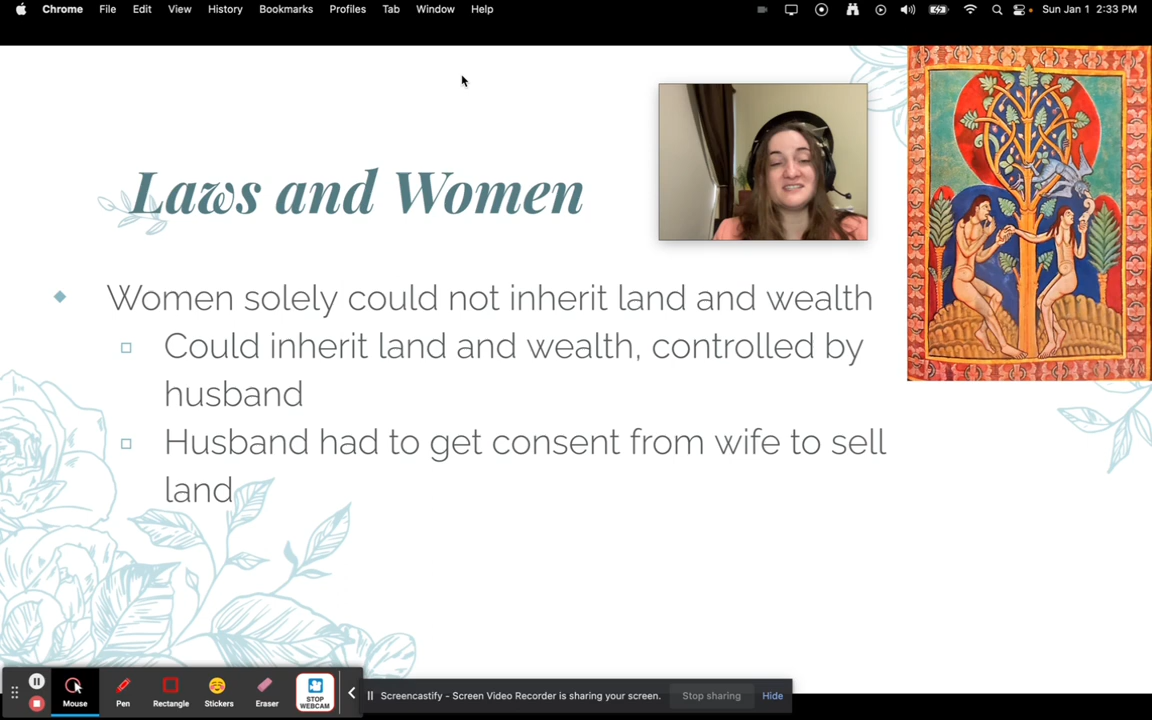 Chrome File Edit View History Bookmarks Profiles Tab Window Help Sun Jan 1 2:33 PM
Laws and Women
Women solely could not inherit land and wealth
Could inherit land and wealth, controlled by
husband
Husband had to get consent from wife to sell
land
Mouse Pen Rectangle Stickers Eraser STOP
WEBCAM
Screencastify - Screen Video Recorder is sharing your screen. Stop sharing Hide